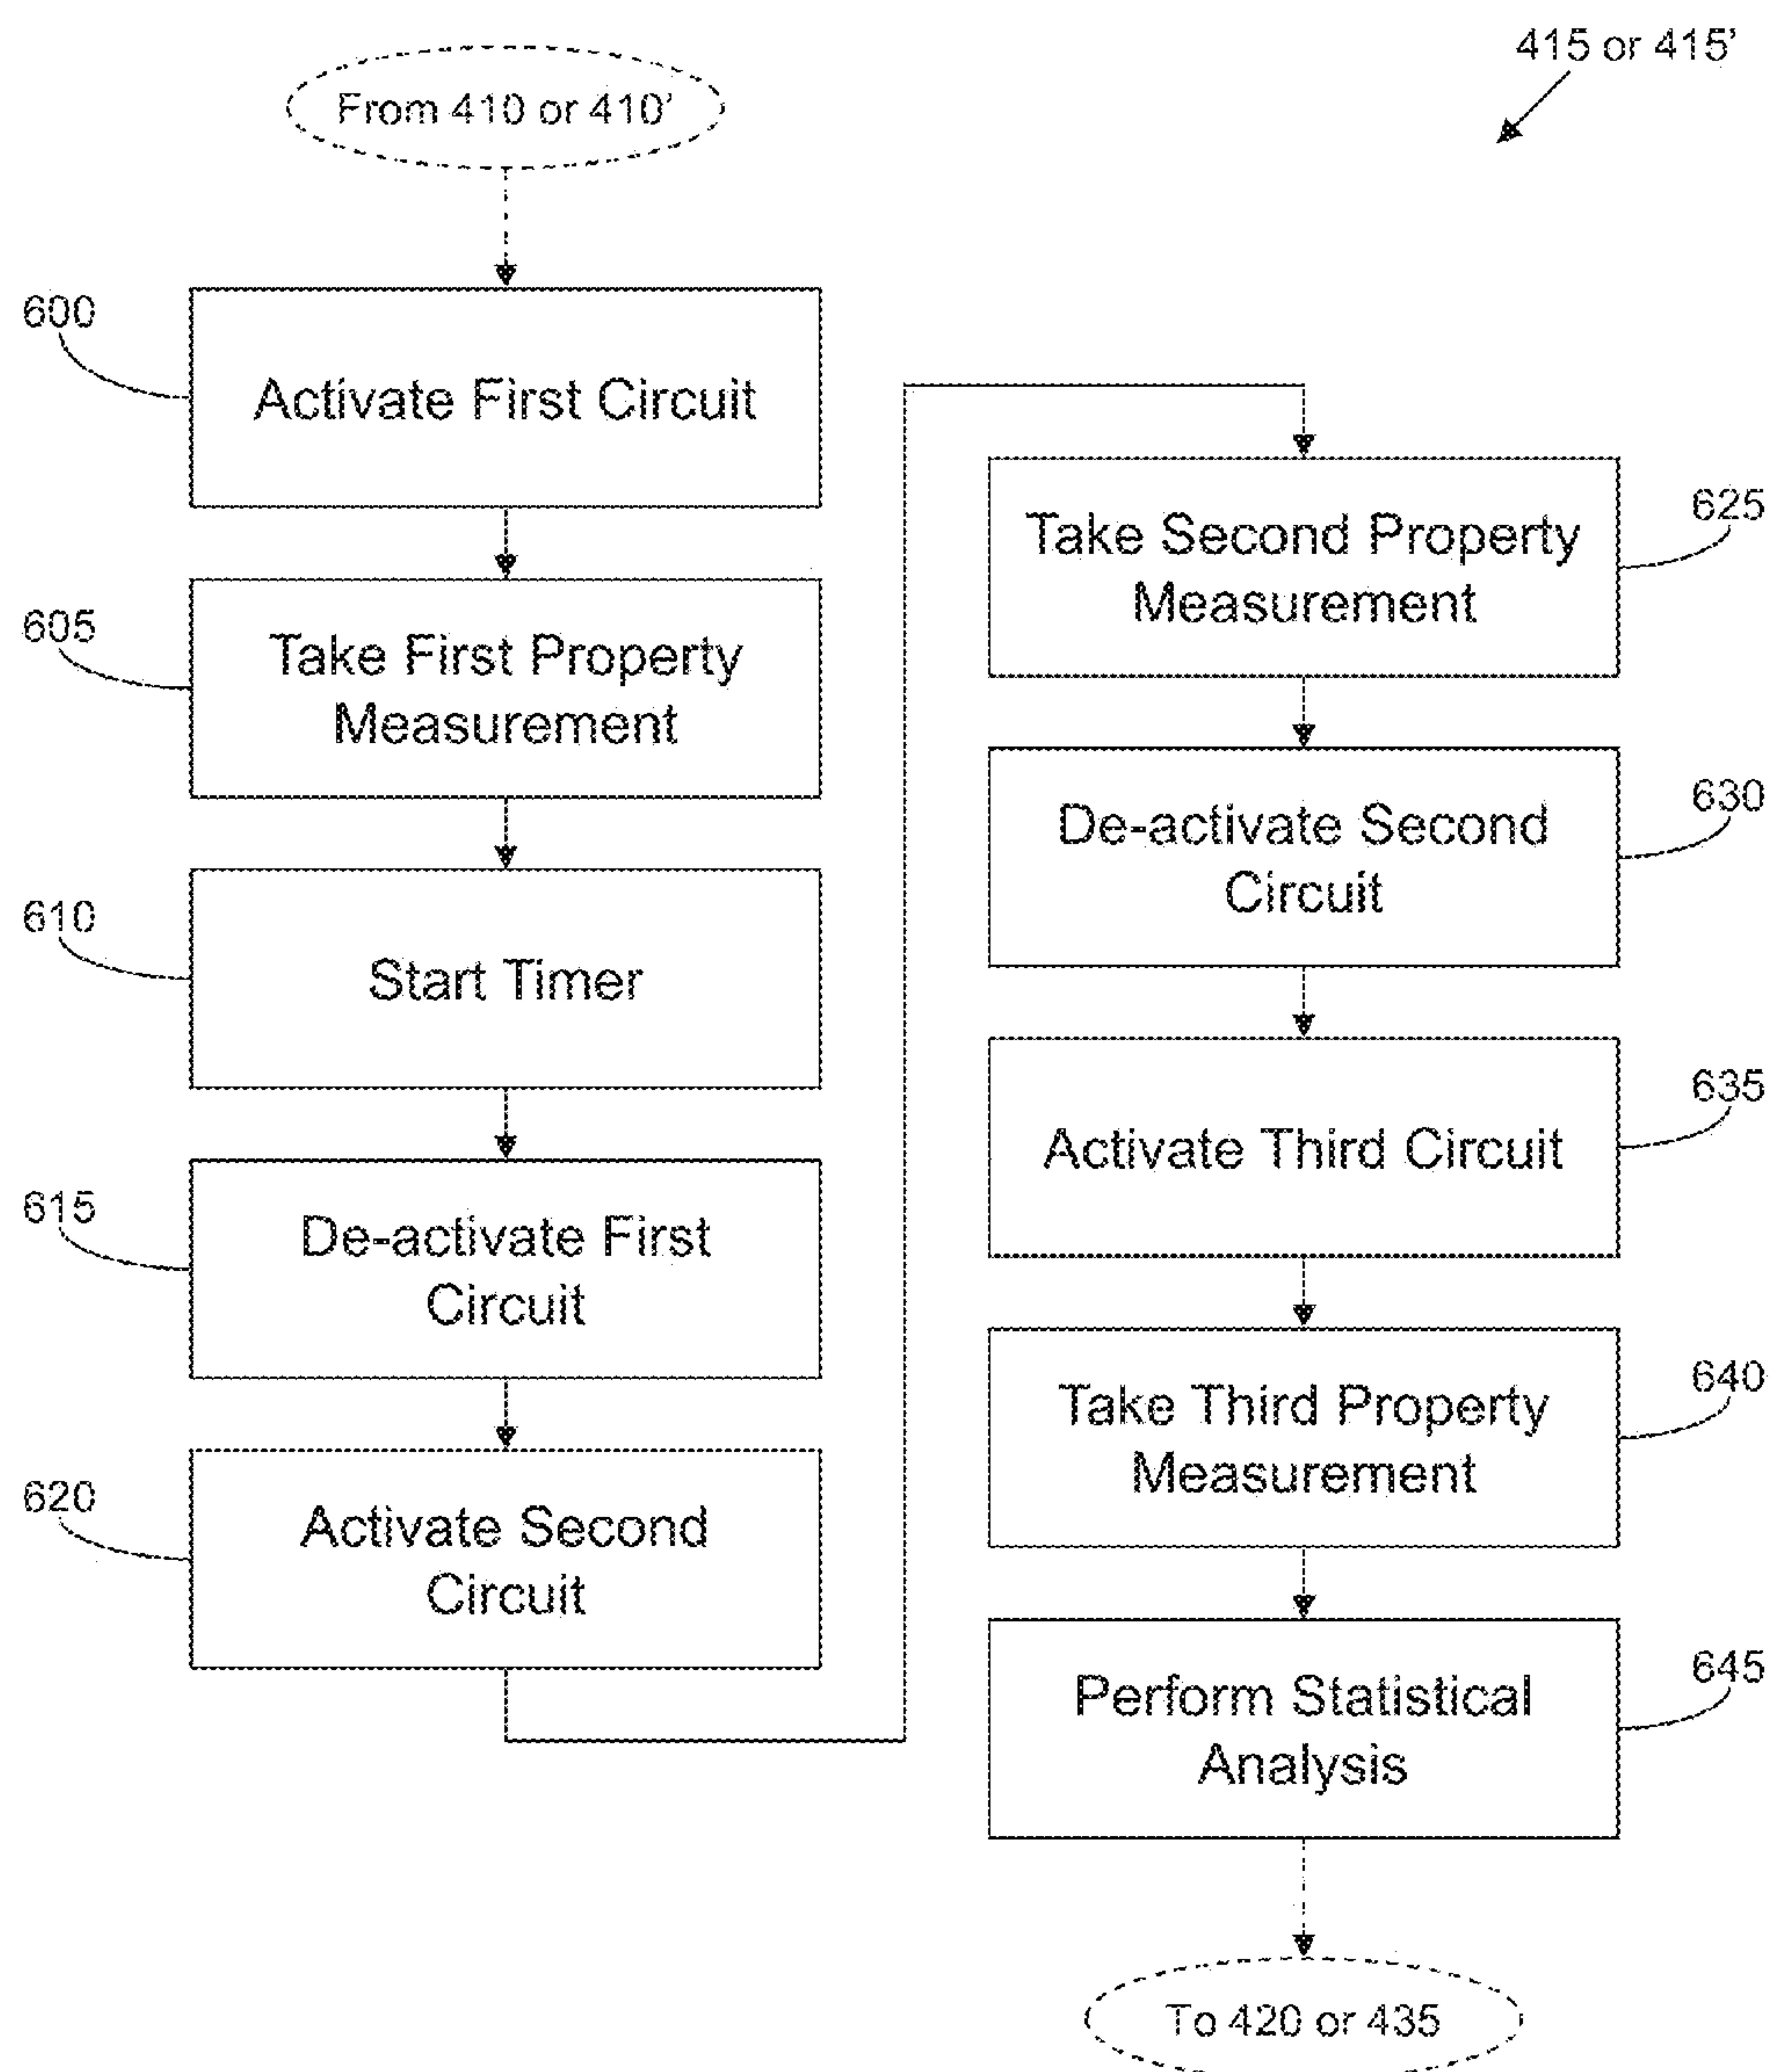 415 or 415’
From 410 or 410’
600
Activate First Circuit
605
Take First Property
Measurement
610
Start Timer
615
De-activate First
Circuit
620
Activate Second
Circuit
625
Take Second Property
Measurement
630
De-activate Second
Circuit
635
Activate Third Circuit
640
Take Third Property
Measurement
645
Perform Statistical
Analysis
To 420 or 435